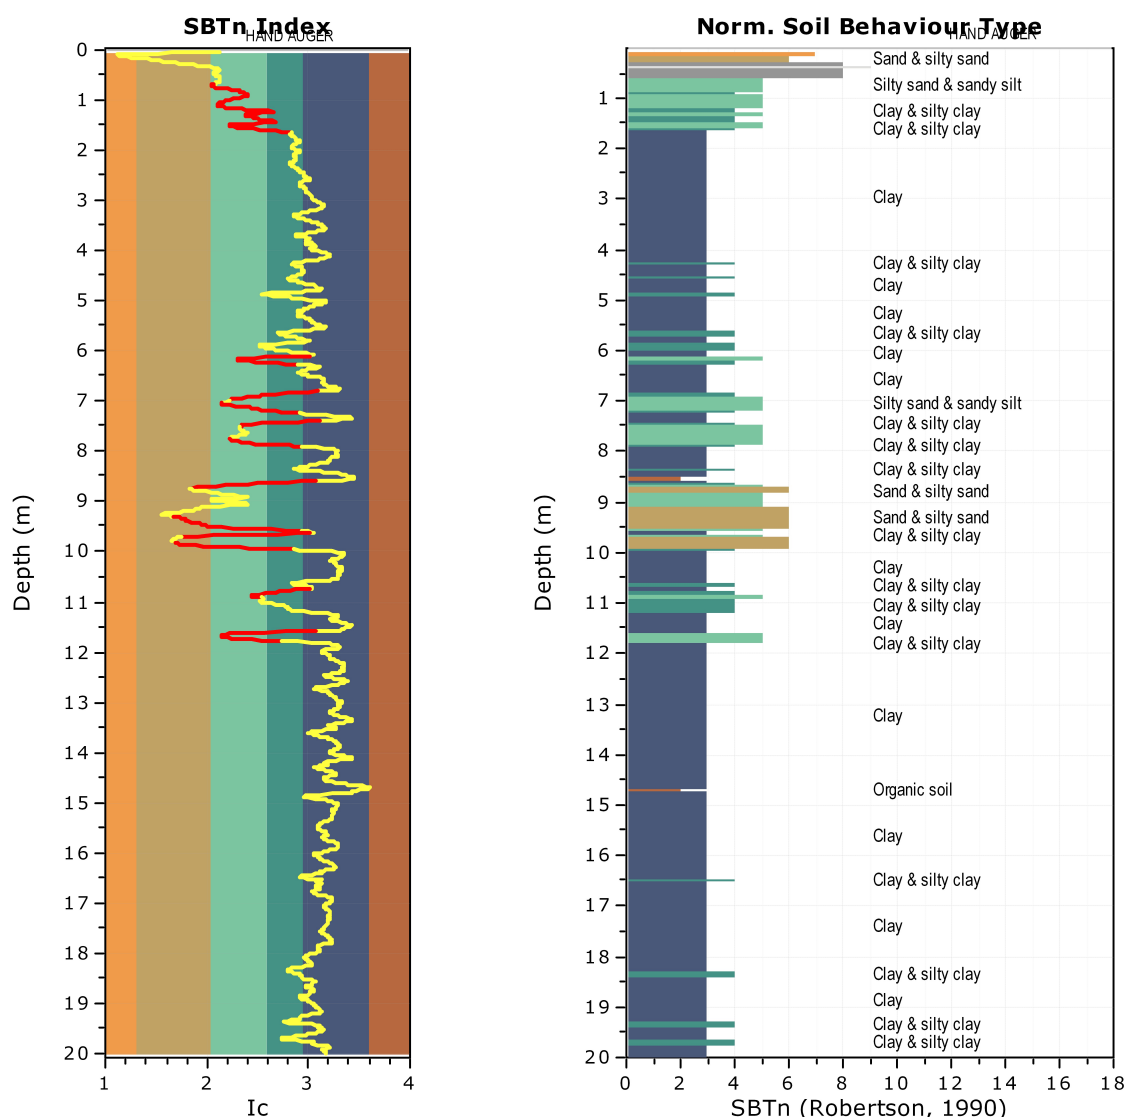 SBTn Index
HAND AUGER
0
1
2
3
4
5
6
7
8
9
10
11
12
13
14
15
16
17
18
19
20
Depth (m)
1 2 3 4
Ic
Norm. Soil Behaviour Type
HAND AUGER
Sand & silty sand
Silty sand & sandy silt
Clay & silty clay
Clay & silty clay
Clay
Clay & silty clay
Clay
Clay
Clay & silty clay
Clay
Clay
Silty sand & sandy silt
Clay & silty clay
Clay & silty clay
Clay & silty clay
Sand & silty sand
Sand & silty sand
Clay & silty clay
Clay
Clay & silty clay
Clay & silty clay
Clay
Clay & silty clay
Clay
Organic soil
Clay
Clay & silty clay
Clay
Clay & silty clay
Clay
Clay & silty clay
Clay & silty clay
1
2
3
4
5
6
7
8
9
10
11
12
13
14
15
16
17
18
19
20
Depth (m)
0 2 4 6 8 10 12 14 16 18
SBTn (Robertson, 1990)